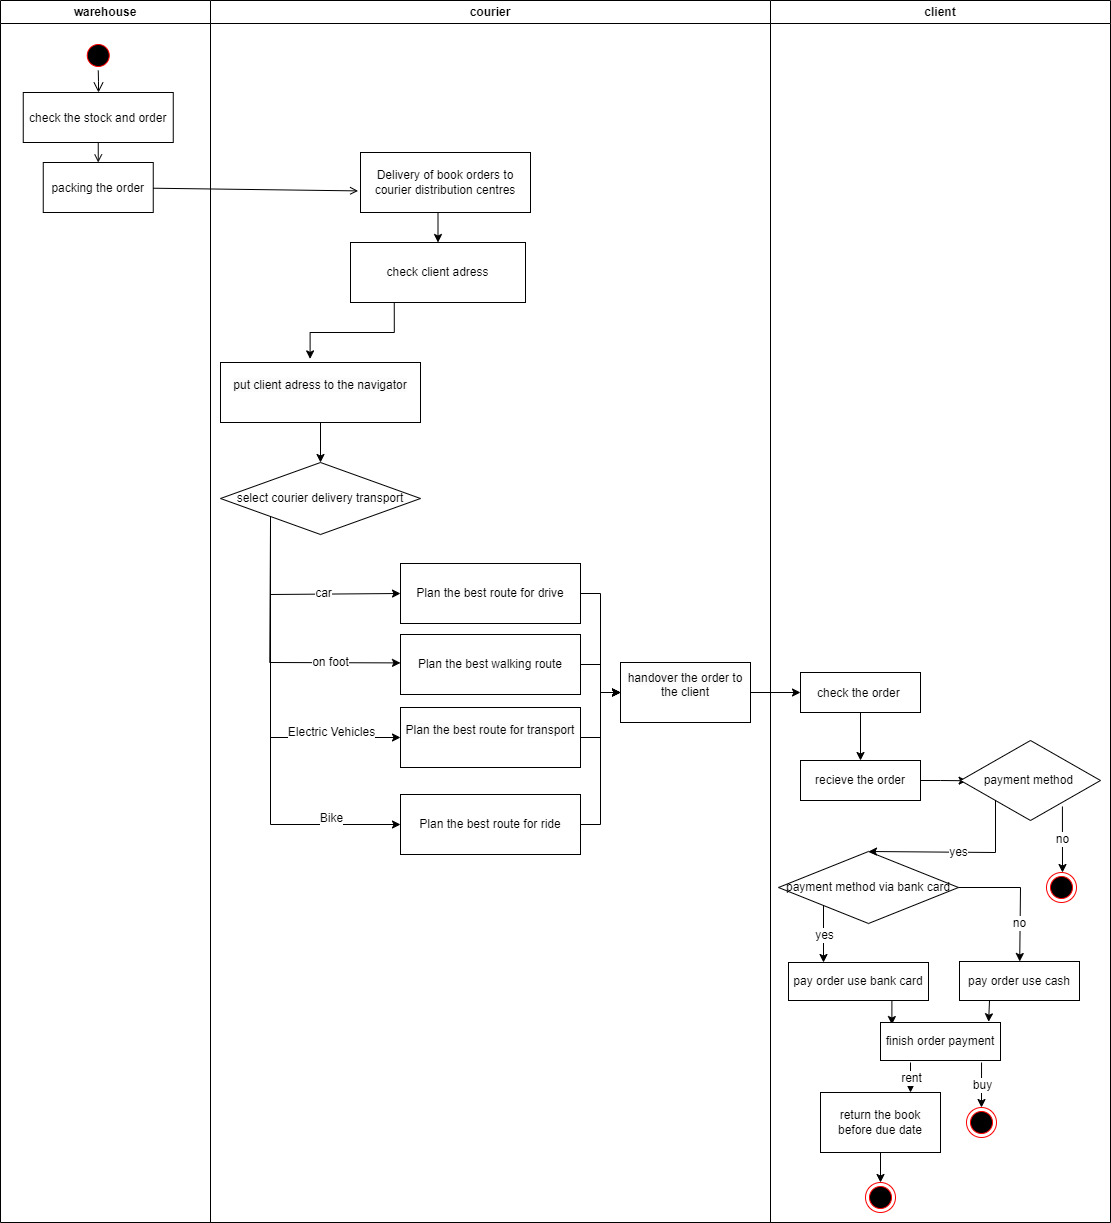 warehouse
courier
client
check the stock and order
packing the order
Delivery of book orders to
courier distribution centres
check client adress
put client adress to the navigator
select courier delivery transport
car
Plan the best route for drive
on foot
Plan the best walking route
handover the order to
the client
check the order
Electric Vehicles
Plan the best route for transport
recieve the order
payment method
Bike
Plan the best route for ride
no
yes
payment method via bank card
no
yes
pay order use bank card
pay order use cash
finish order payment
rent
buy
return the book
before due date